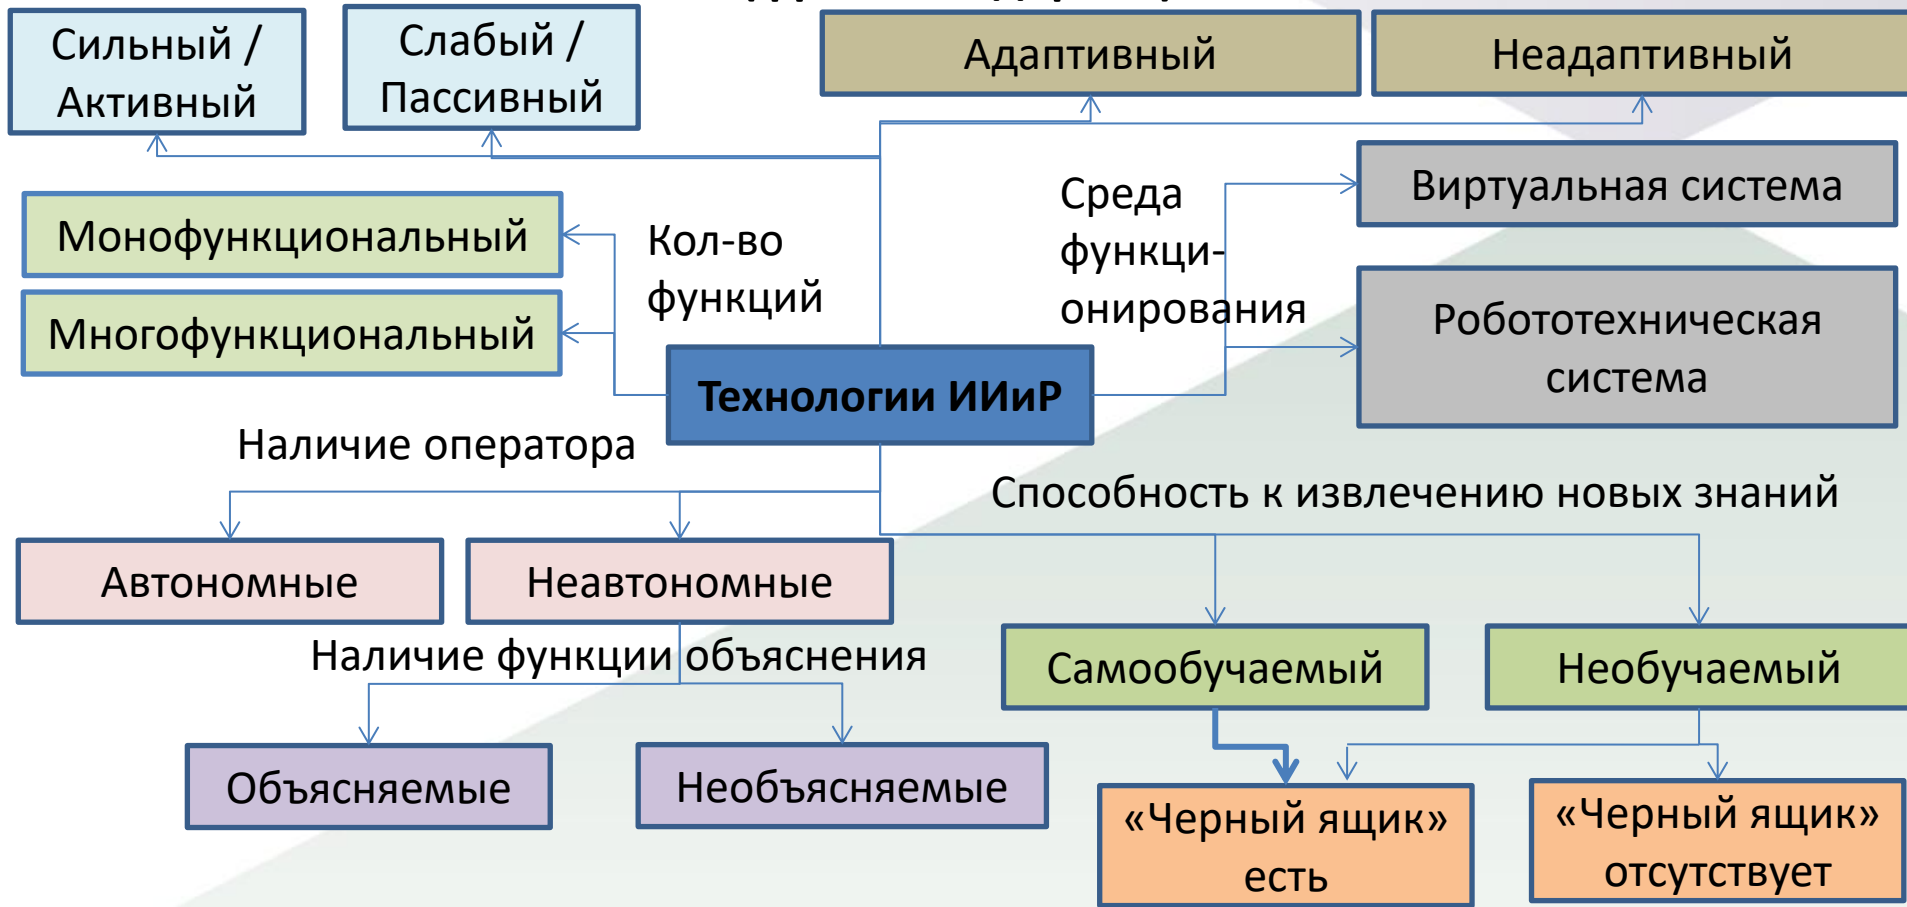 Сильный /
Активный
Слабый /
Пассивный
Адаптивный
Неадаптивный
Монофункциональный
Многофункциональный
Кол-во
функций
Среда
функци-
онирования
Виртуальная система
Робототехническая
система
Технологии ИИиР
Наличие оператора
Способность к извлечению новых знаний
Автономные
Неавтономные
Наличие функции объяснения
Самообучаемый
Необучаемый
Объясняемые
Необъясняемые
«Черный ящик»
есть
«Черный ящик»
отсутствует